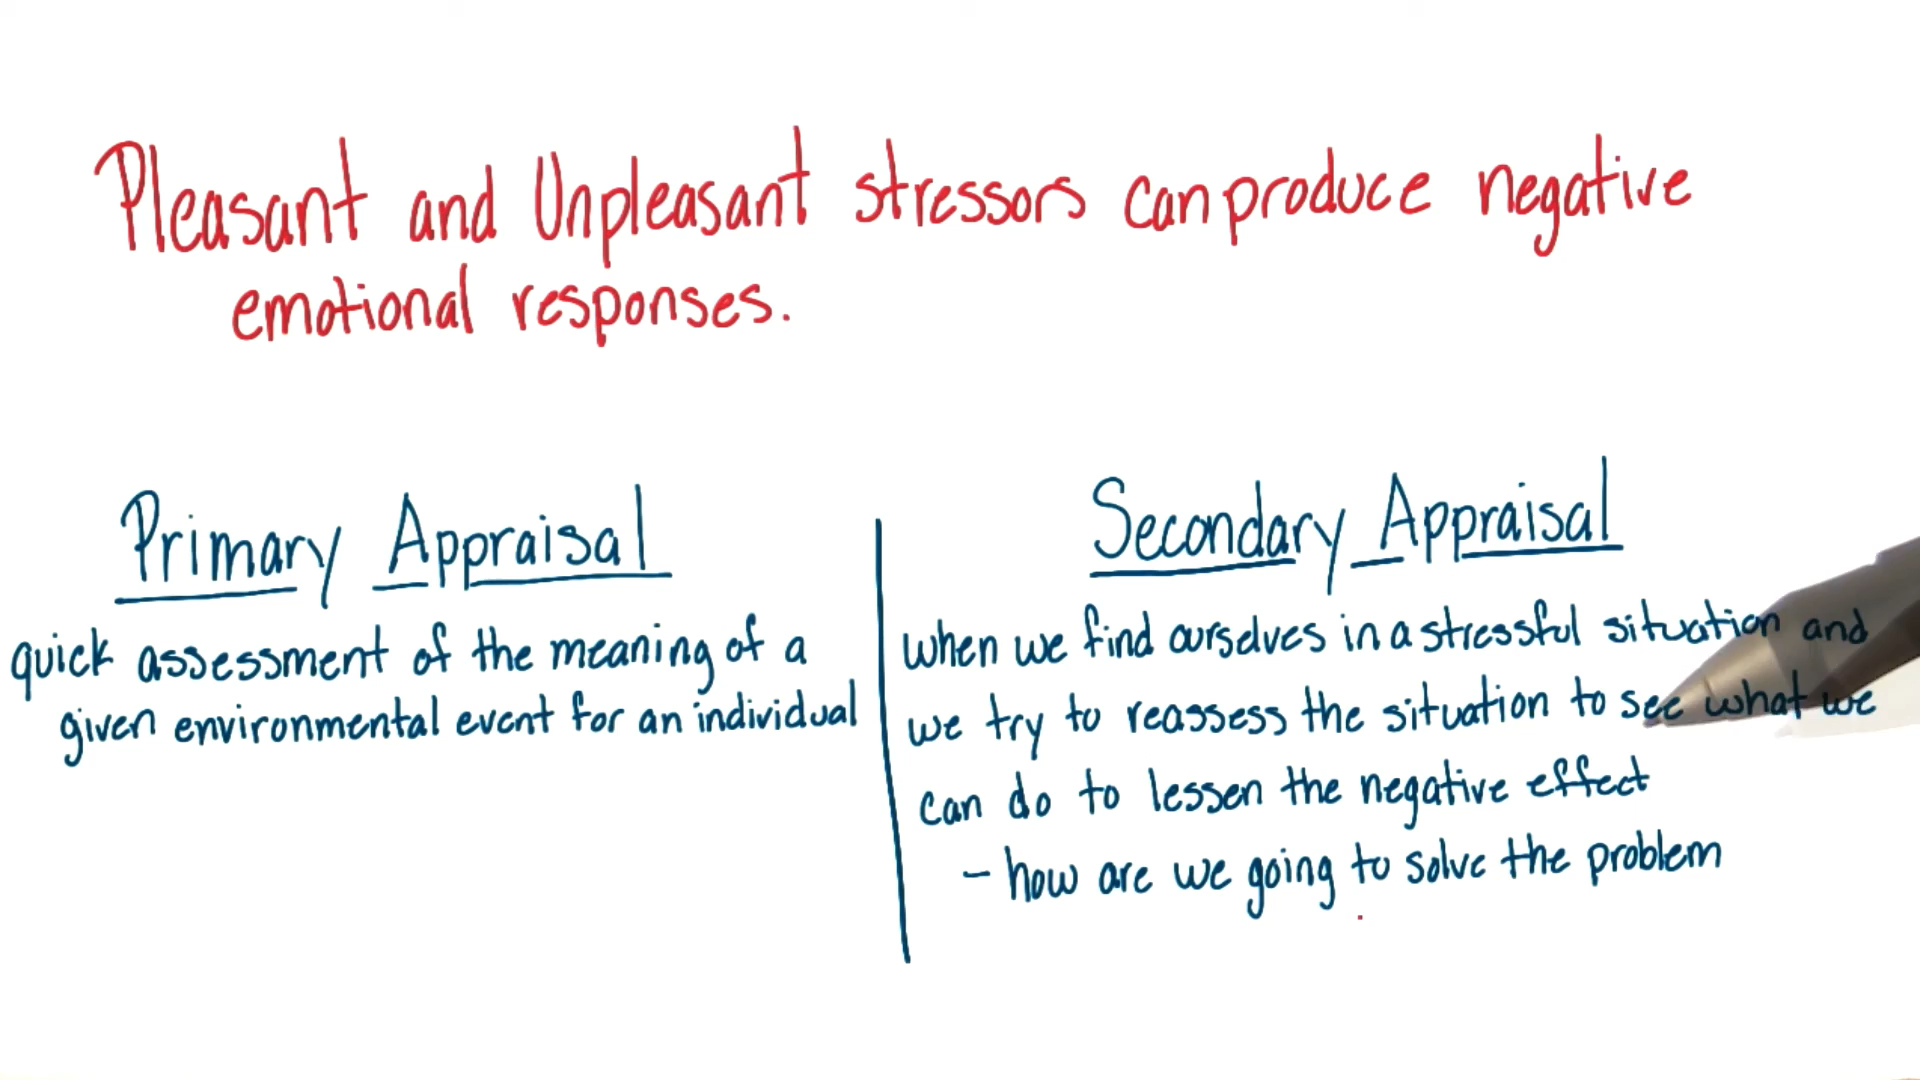 Pleasant and Unpleasant stressors can produce negative
emotional responses.
Primary Appraisal
quick assessment of the meaning of a
given environmental event for an individual
Secondary Appraisal
when we find ourselves in a stressful situation and
we try to reassess the situation to see what we
can do to lessen the negative effect
- how are we going to solve the problem